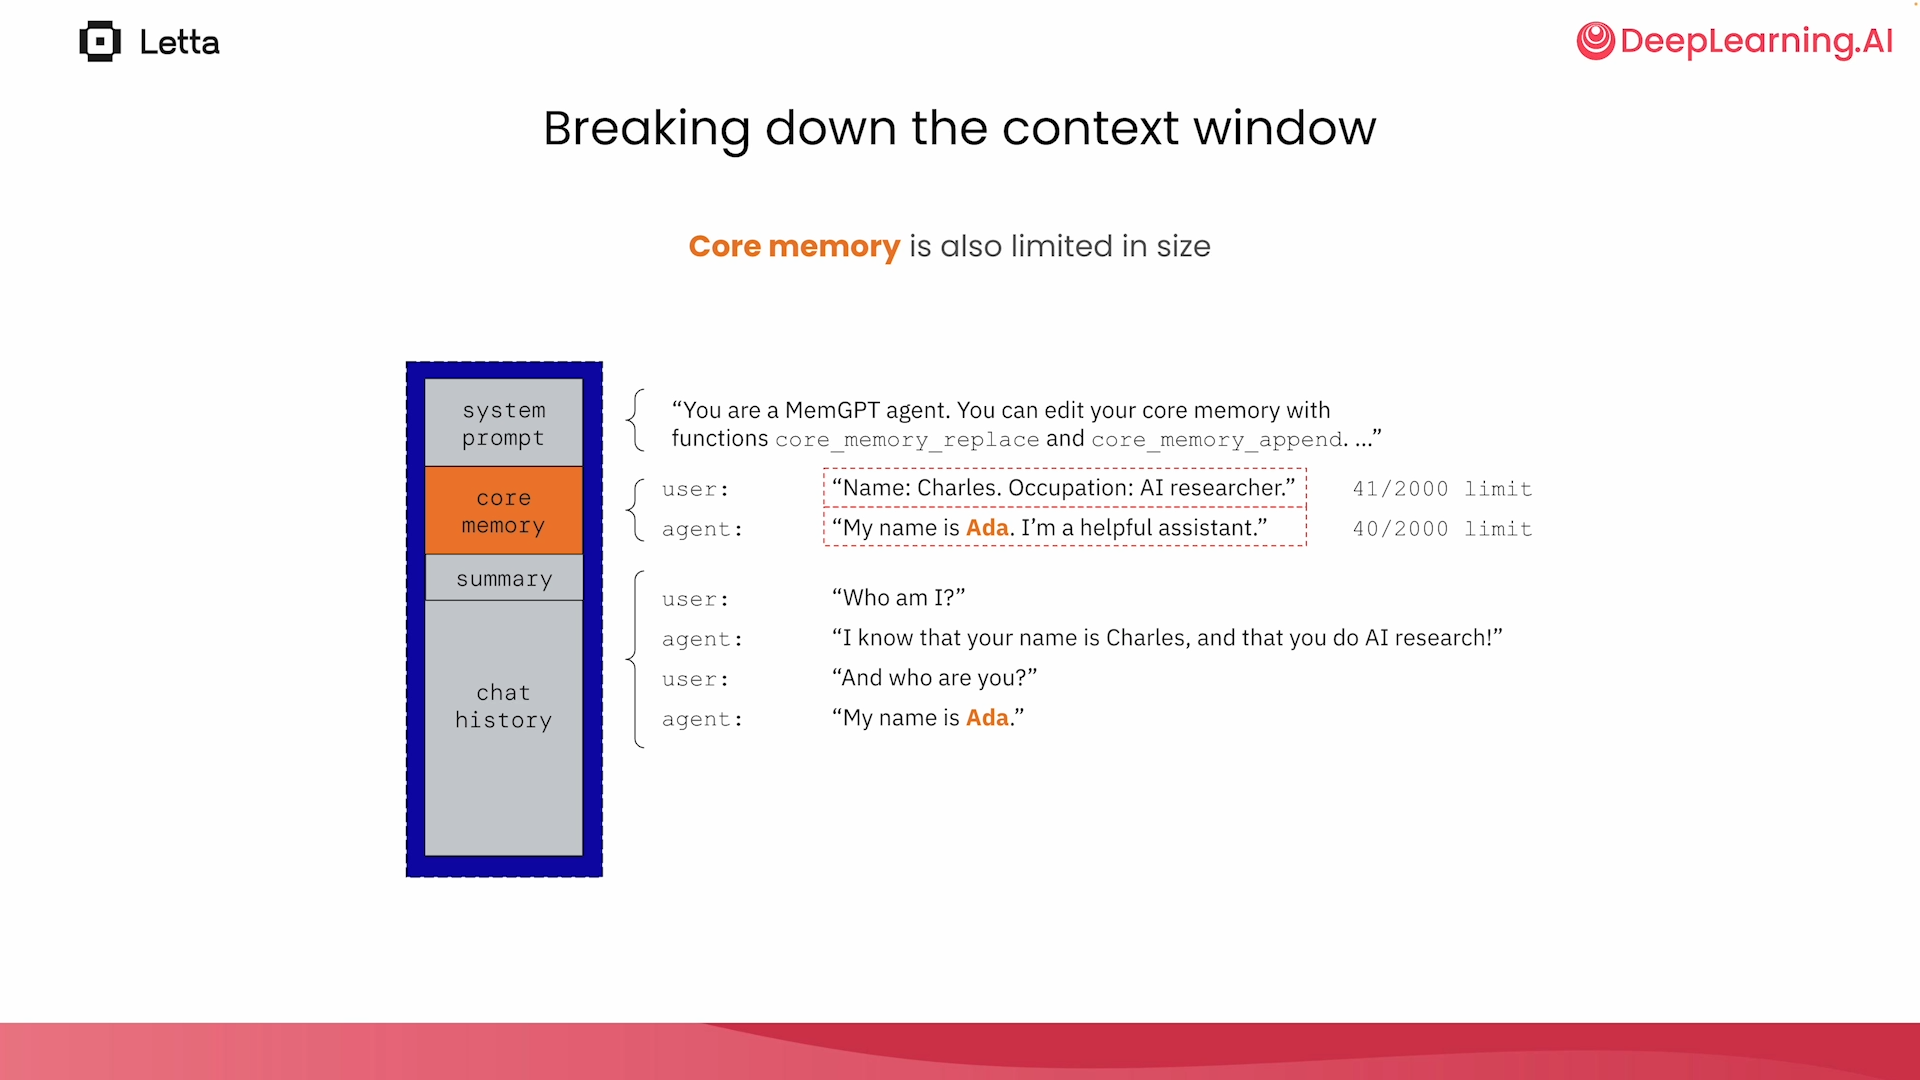 Letta
DeepLearning.AI
Breaking down the context window
Core memory is also limited in size
system
prompt
“You are a MemGPT agent. You can edit your core memory with
functions core_memory_replace and core_memory_append. ...”
core
memory
user: “Name: Charles. Occupation: AI researcher.” 41/2000 limit
agent: “My name is Ada. I’m a helpful assistant.” 40/2000 limit
summary
chat
history
user: “Who am I?”
agent: “I know that your name is Charles, and that you do AI research!”
user: “And who are you?”
agent: “My name is Ada.”